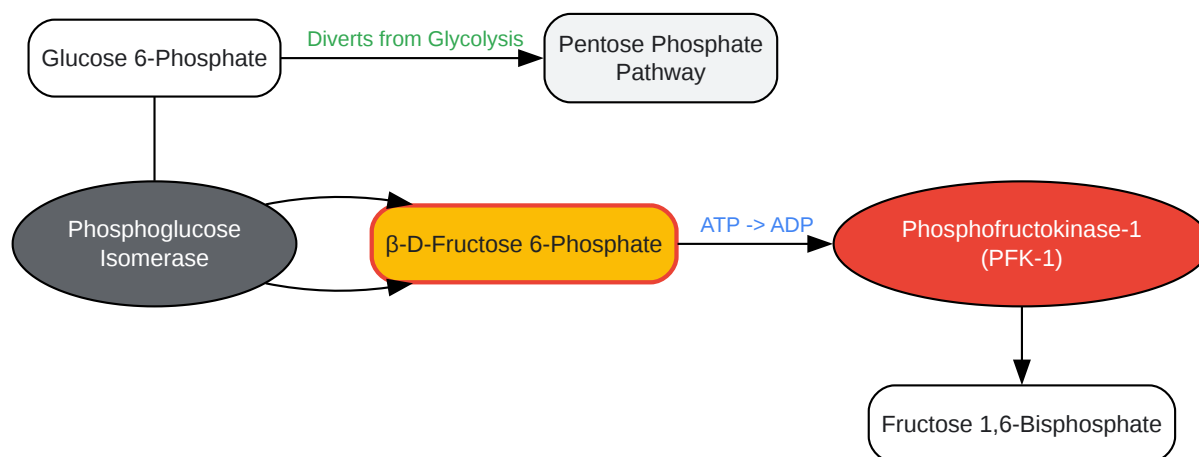 Glucose 6-Phosphate
Diverts from Glycolysis
Pentose Phosphate
Pathway
Phosphoglucose
Isomerase
β-D-Fructose 6-Phosphate
ATP -> ADP
Phosphofructokinase-1
(PFK-1)
Fructose 1,6-Bisphosphate